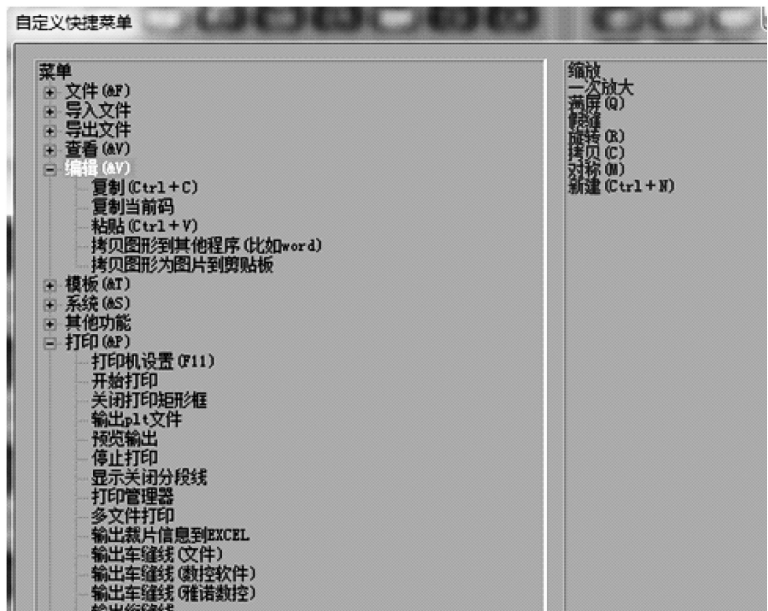 自定义快捷菜单
菜单
文件(&F)
导入文件
导出文件
查看(&V)
编辑(&V)
复制(Ctrl+C)
复制当前码
粘贴(Ctrl+V)
拷贝图形到其他程序(比如word)
拷贝图形为图片到剪贴板
模板(&T)
系统(&S)
其他功能
打印(&P)
打印机设置(F11)
开始打印
关闭打印矩形框
输出plt文件
预览输出
停止打印
显示关闭分段线
打印管理器
多文件打印
输出裁片信息到EXCEL
输出车缝线(文件)
输出车缝线(数控软件)
输出车缝线(雅诺数控)
缩放
一次放大
满屏(Q)
旋转(R)
拷贝(C)
对称(M)
新建(Ctrl+N)